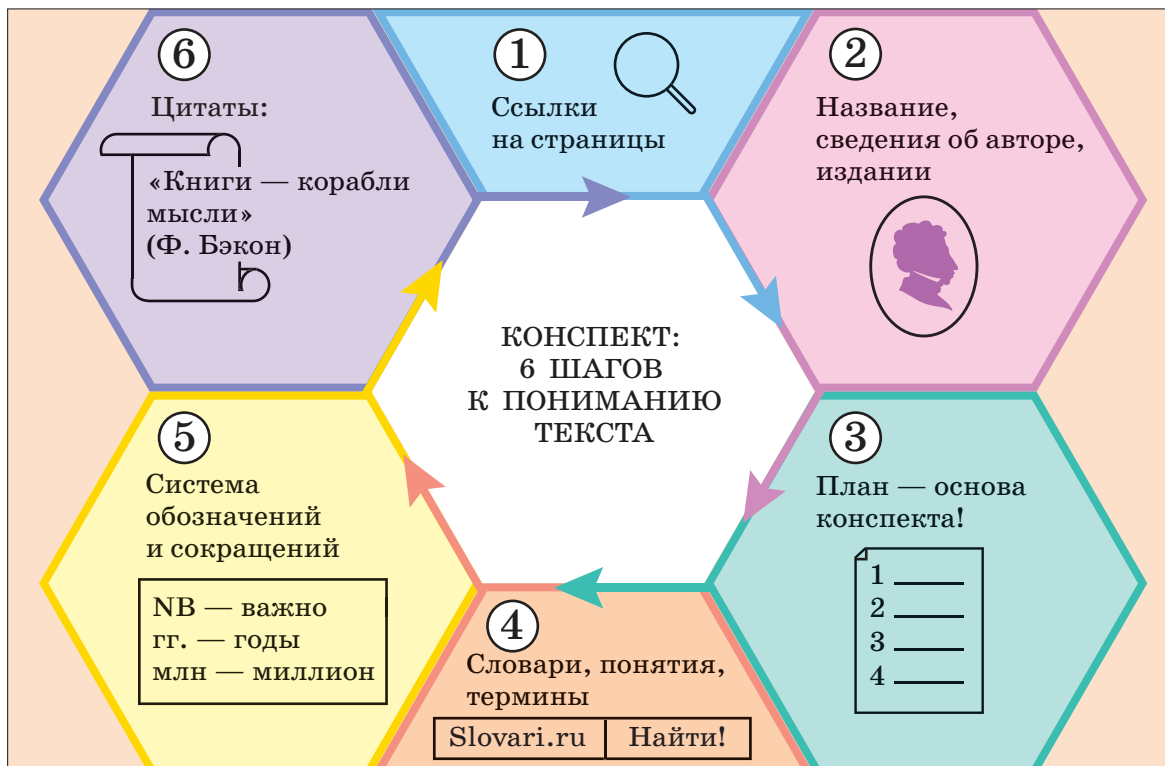 КОНСПЕКТ:
6 ШАГОВ
К ПОНИМАНИЮ
ТЕКСТА
1
Ссылки
на страницы
2
Название,
сведения об авторе,
издании
3
План — основа
конспекта!
1
2
3
4
4
Словари, понятия,
термины
Slovari.ru Найти!
5
Система
обозначений
и сокращений
NB — важно
гг. — годы
млн — миллион
6
Цитаты:
«Книги — корабли
мысли»
(Ф. Бэкон)